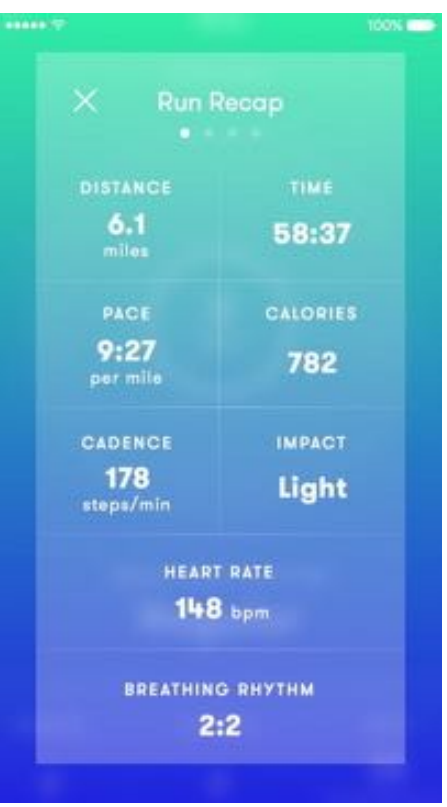 100%
Run Recap
DISTANCE
6.1
miles
TIME
58:37
PACE
9:27
per mile
CALORIES
782
CADENCE
178
steps/min
IMPACT
Light
HEART RATE
148 bpm
BREATHING RHYTHM
2:2